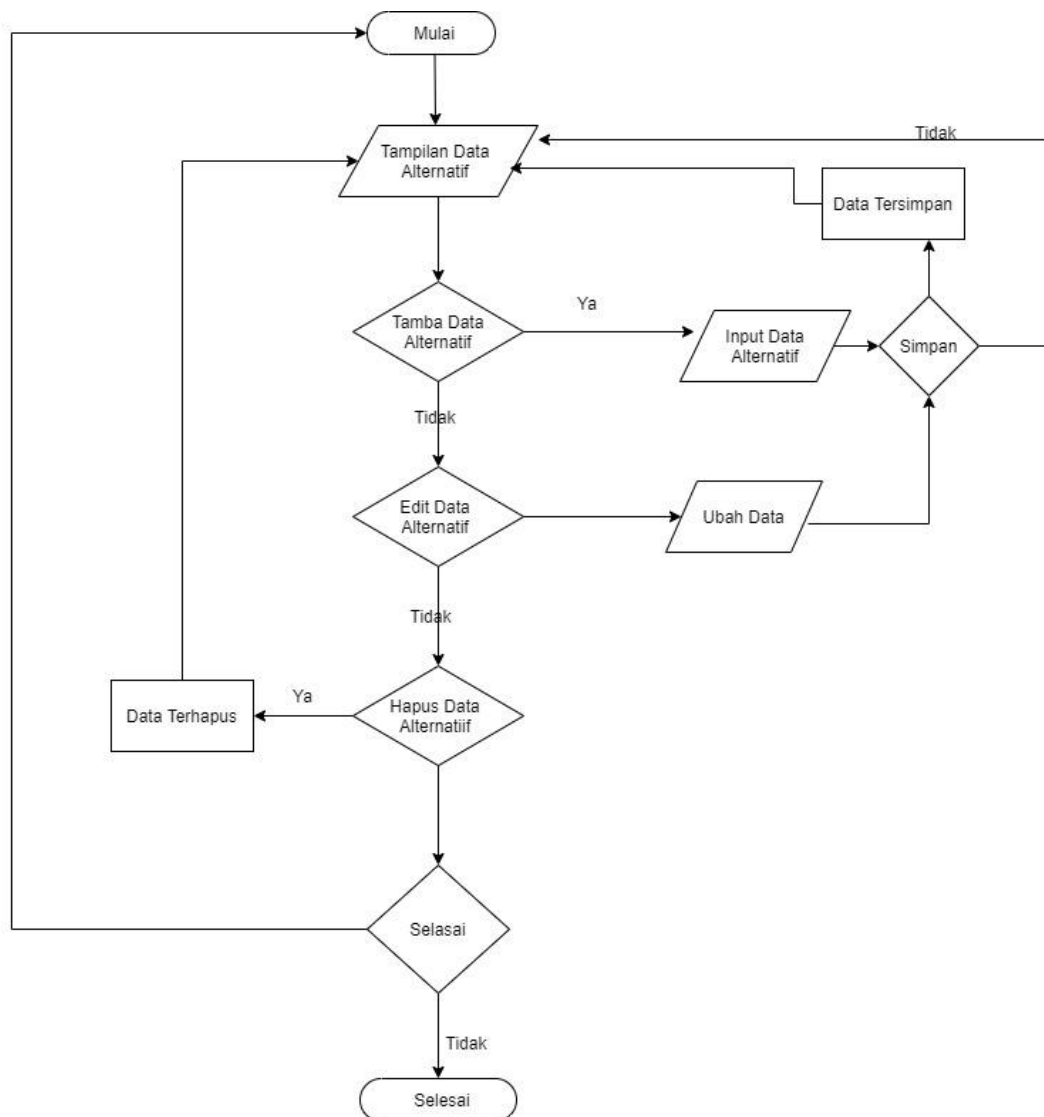 Mulai
Tampilan Data
Alternatif
Tidak
Data Tersimpan
Tamba Data
Alternatif
Ya
Input Data
Alternatif
Simpan
Tidak
Edit Data
Alternatif
Ubah Data
Tidak
Hapus Data
Alternatiif
Ya
Data Terhapus
Selasai
Tidak
Selesai